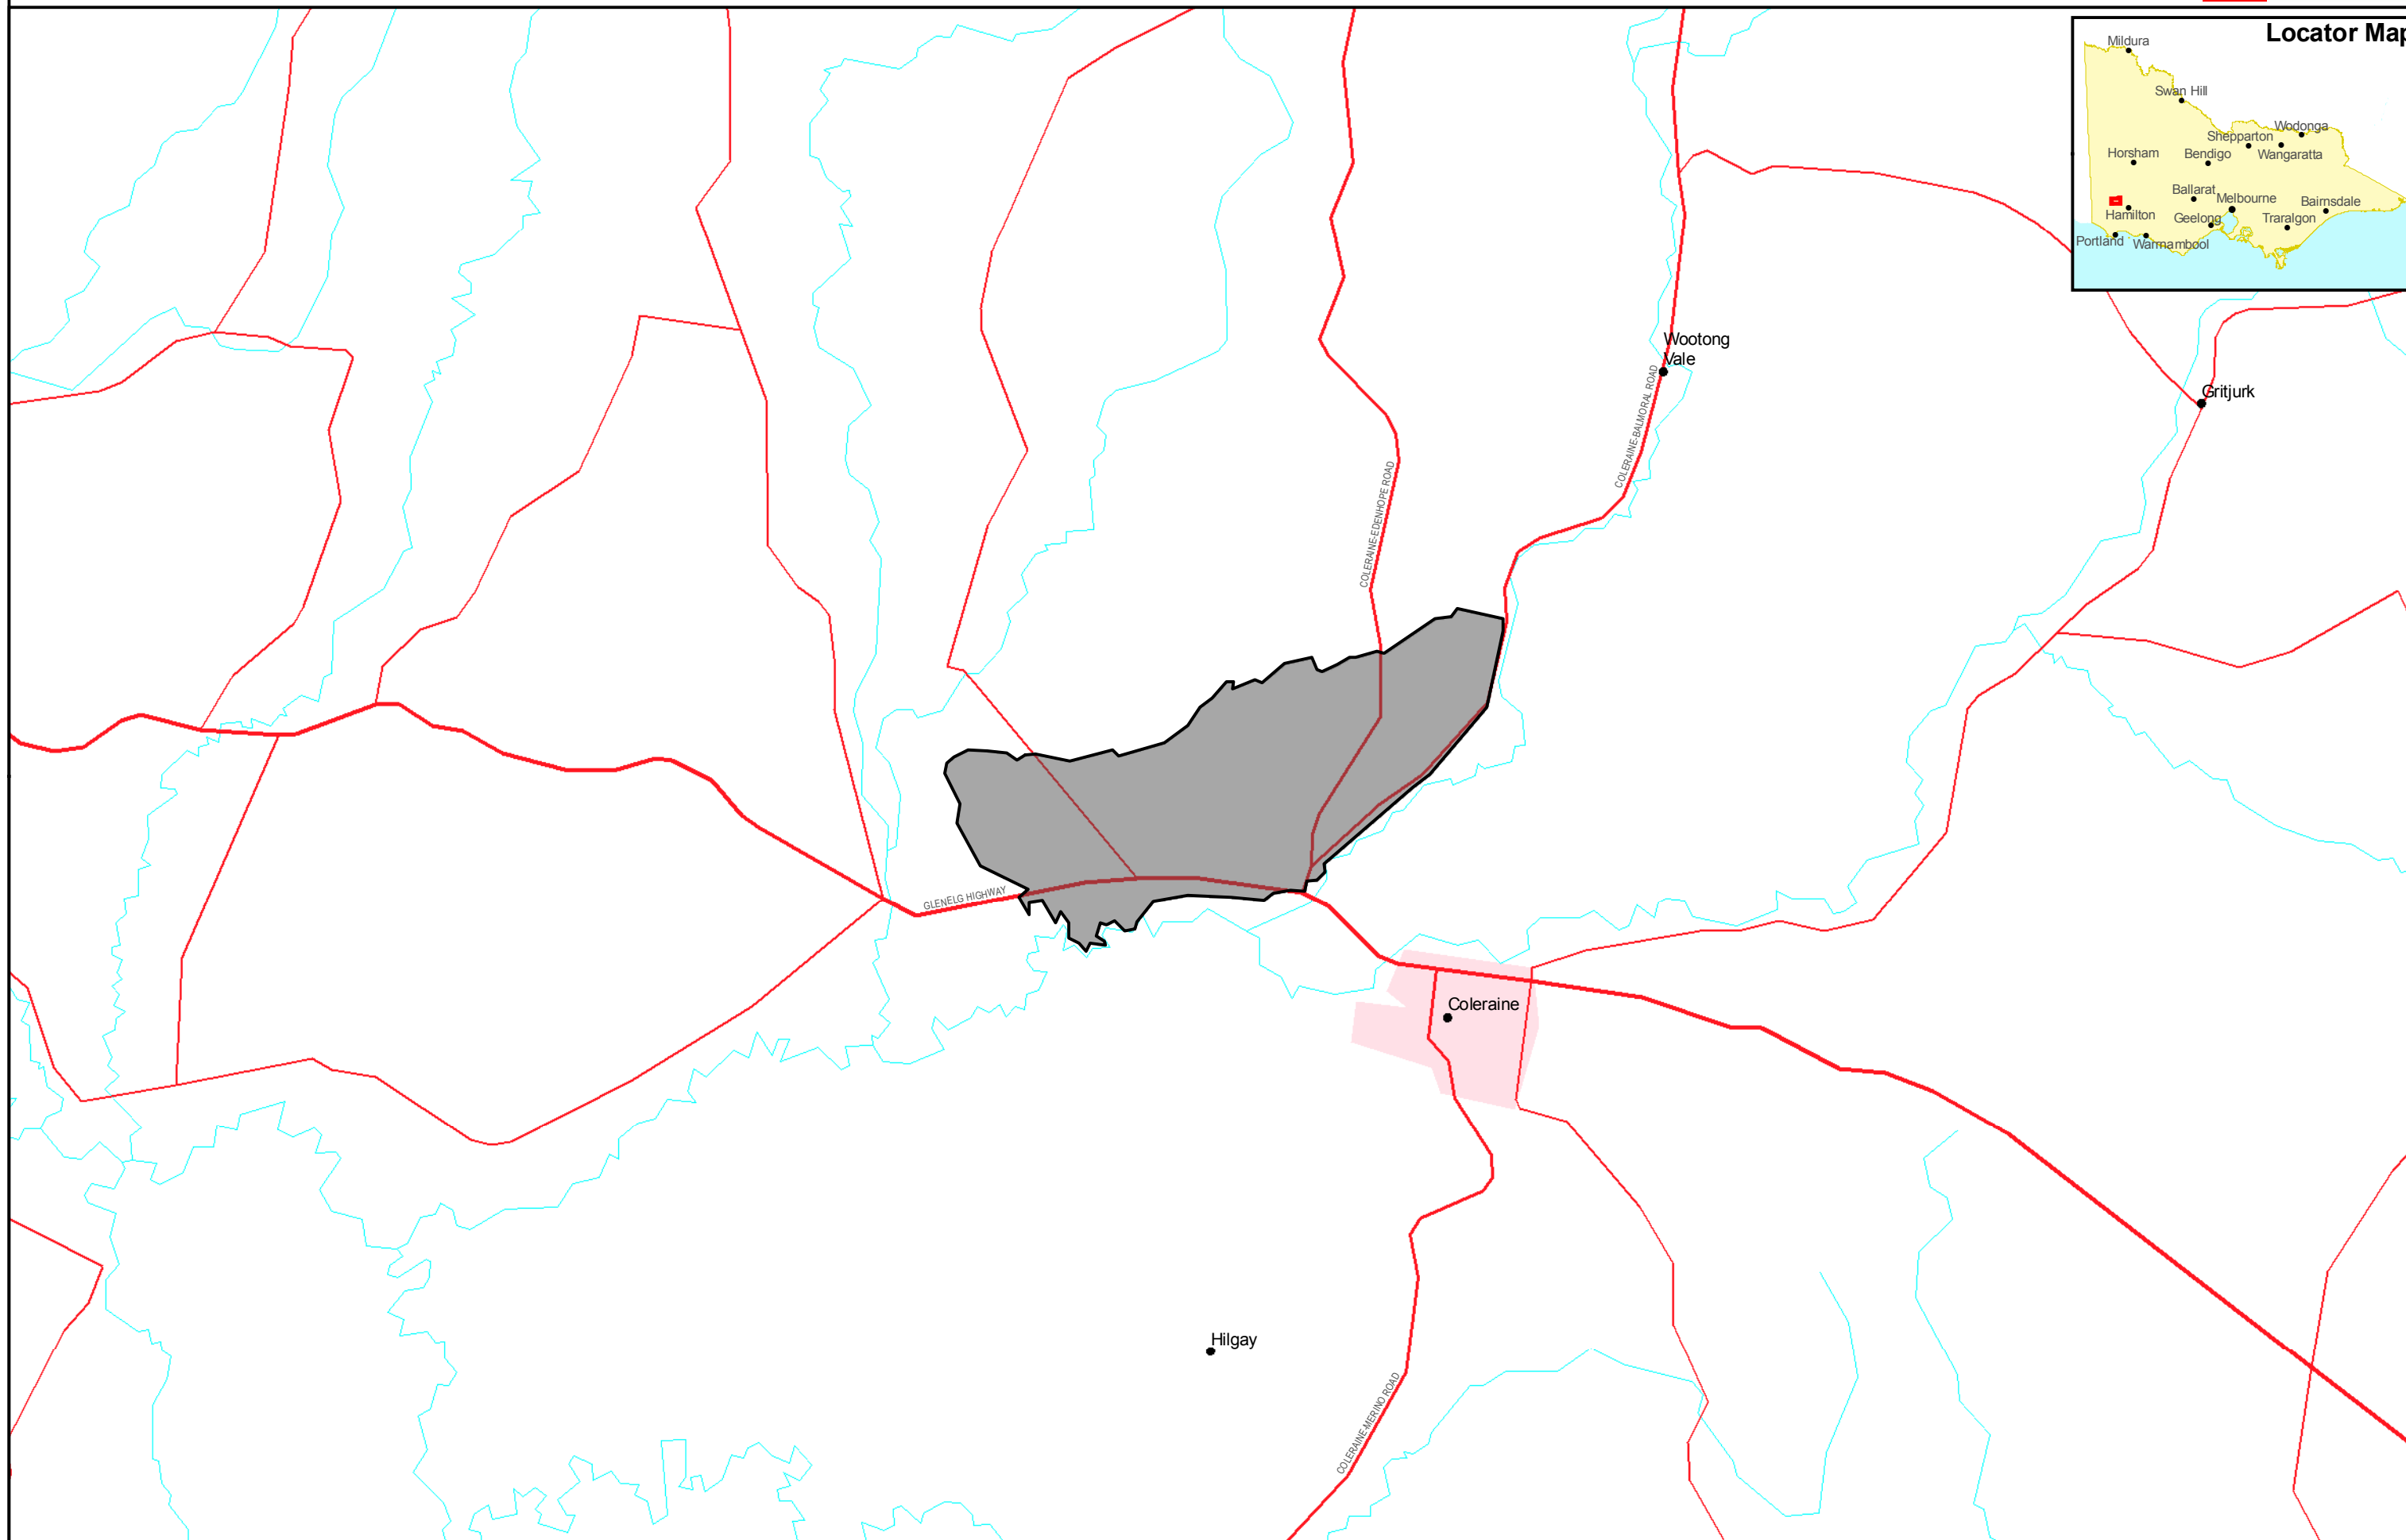 Locator Map
Mildura
Swan Hill
Wodonga
Shepparton
Wangaratta
Horsham
Bendigo
Ballarat
Melbourne
Bairnsdale
Hamilton
Geelong
Traralgon
Portland
Warrnambool
Wootong
Vale
Gritjurk
COLERAINE-BALMORAL ROAD
COLERAINE-EDENHOPE ROAD
GLENELG HIGHWAY
Coleraine
Hilgay
COLERAINE-MERINO ROAD